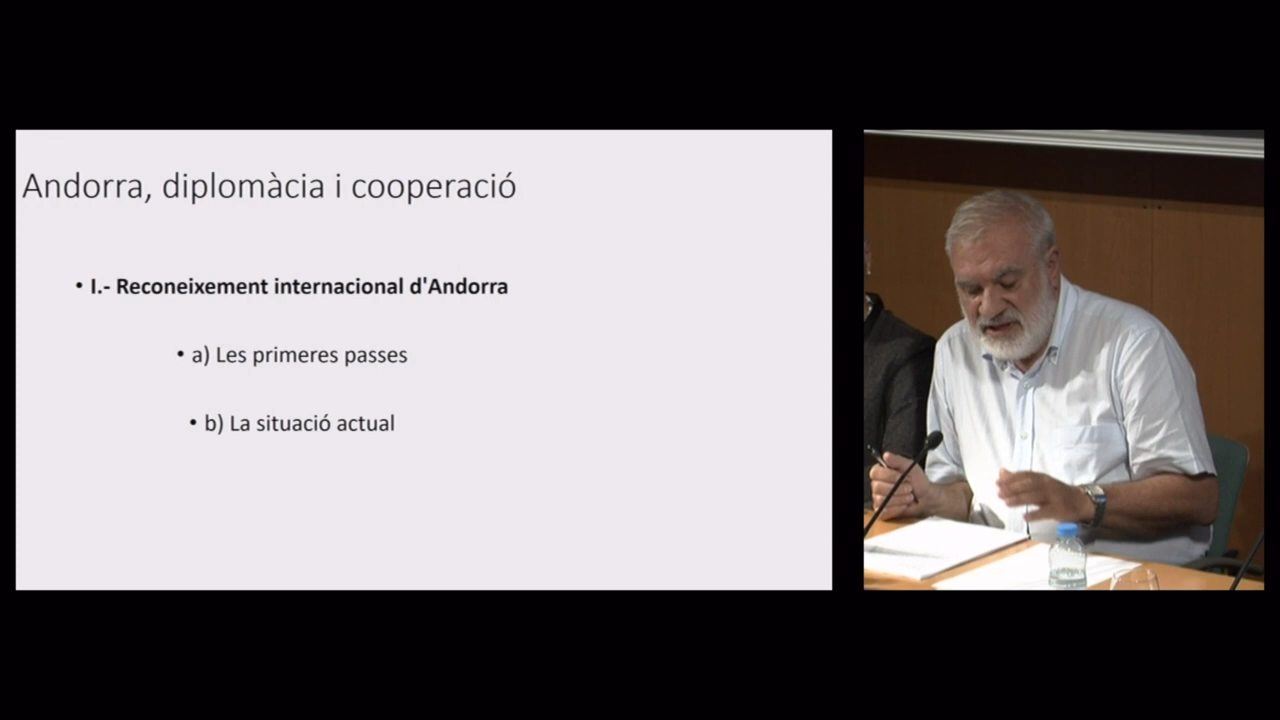 Andorra, diplomàcia i cooperació
• I.- Reconeixement internacional d'Andorra
• a) Les primeres passes
• b) La situació actual